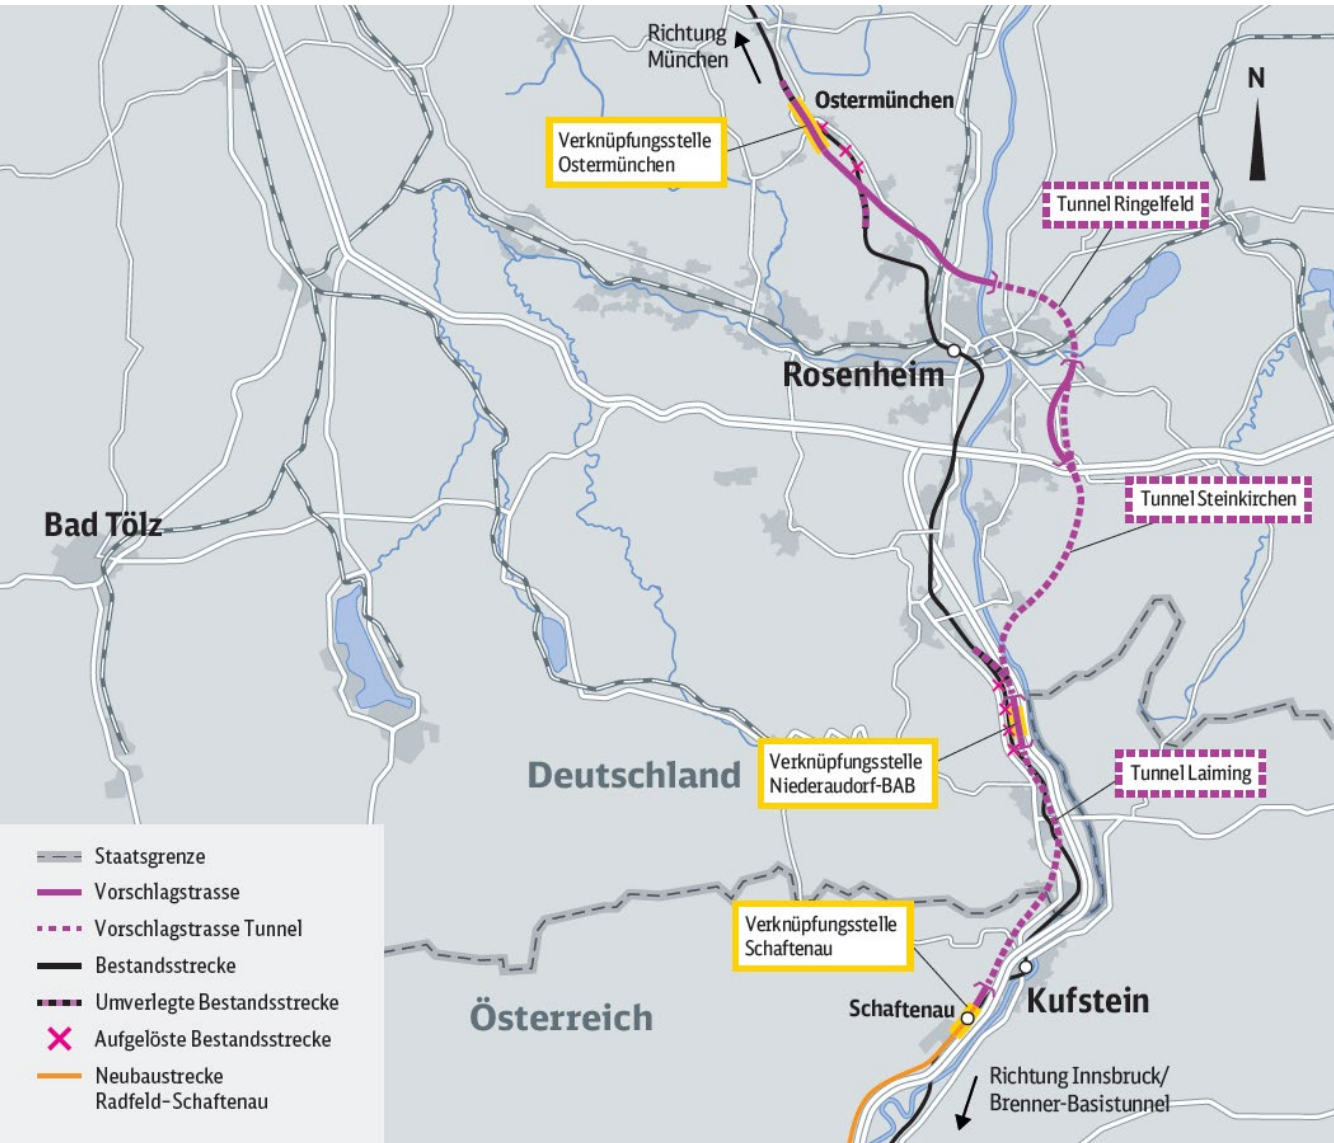 Richtung
München
N
Ostermünchen
Verknüpfungsstelle
Ostermünchen
Tunnel Ringelfeld
Rosenheim
Tunnel Steinkirchen
Bad Tölz
Deutschland
Verknüpfungsstelle
Niederaudorf-BAB
Tunnel Laiming
Verknüpfungsstelle
Schaftenau
Österreich
Schaftenau
Kufstein
Richtung Innsbruck/
Brenner-Basistunnel
Staatsgrenze
Vorschlagstrasse
Vorschlagstrasse Tunnel
Bestandsstrecke
Umverlegte Bestandsstrecke
Aufgelöste Bestandsstrecke
Neubaustrecke
Radfeld–Schaftenau